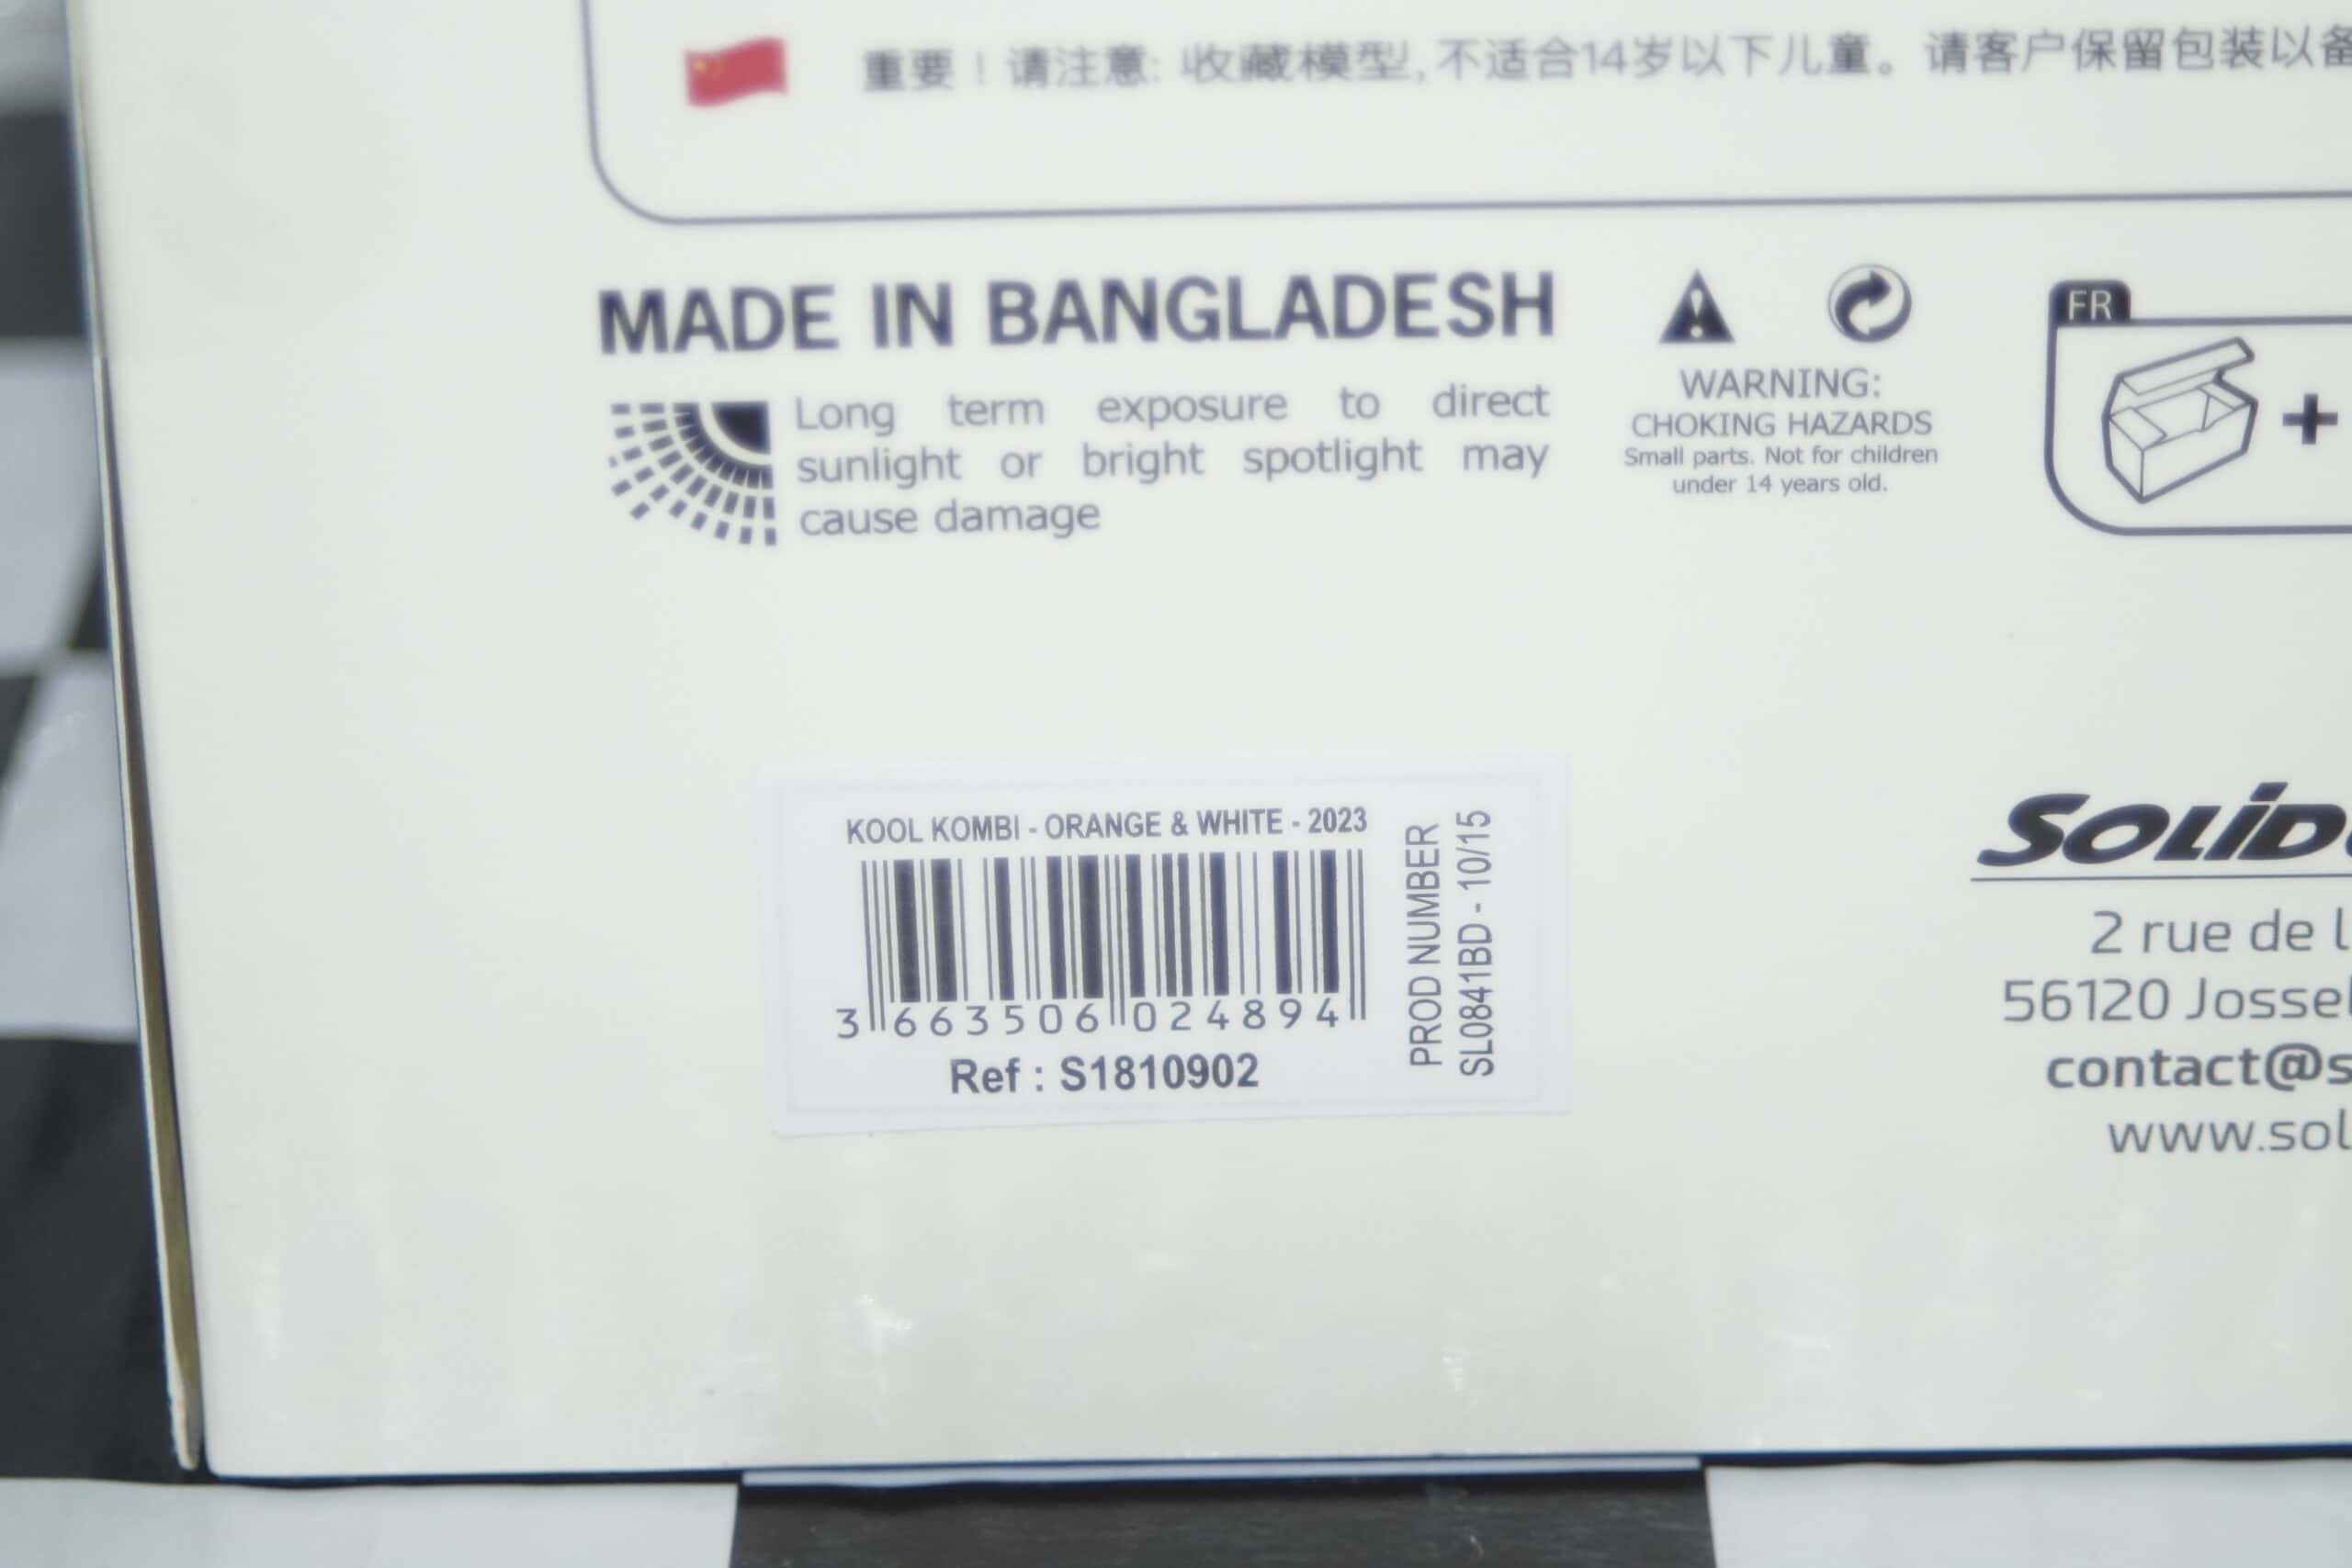 重要！请注意: 收藏模型, 不适合14岁以下儿童。请客户保留包装以备
MADE IN BANGLADESH
Long term exposure to direct
sunlight or bright spotlight may
cause damage
WARNING:
CHOKING HAZARDS
Small parts. Not for children
under 14 years old.
FR
+
KOOL KOMBI - ORANGE & WHITE - 2023
3 663506 024894
Ref : S1810902
PROD NUMBER
SL0841BD - 10/15
SOLID
2 rue de l
56120 Jossel
contact@s
www.sol